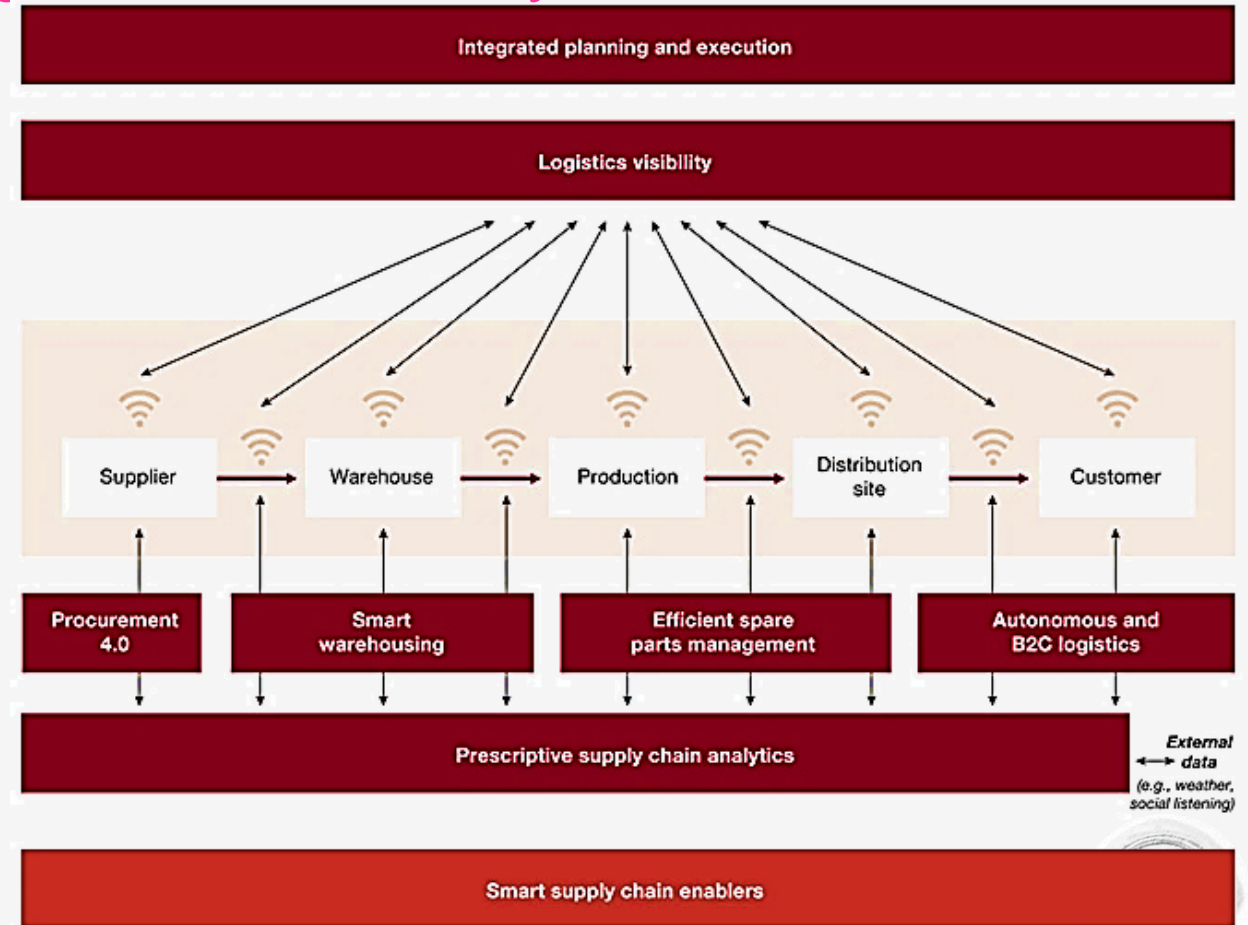 Integrated planning and execution
Logistics visibility
Supplier
Warehouse
Production
Distribution
site
Customer
Procurement
4.0
Smart
warehousing
Efficient spare
parts management
Autonomous and
B2C logistics
Prescriptive supply chain analytics
External
data
(e.g., weather,
social listening)
Smart supply chain enablers